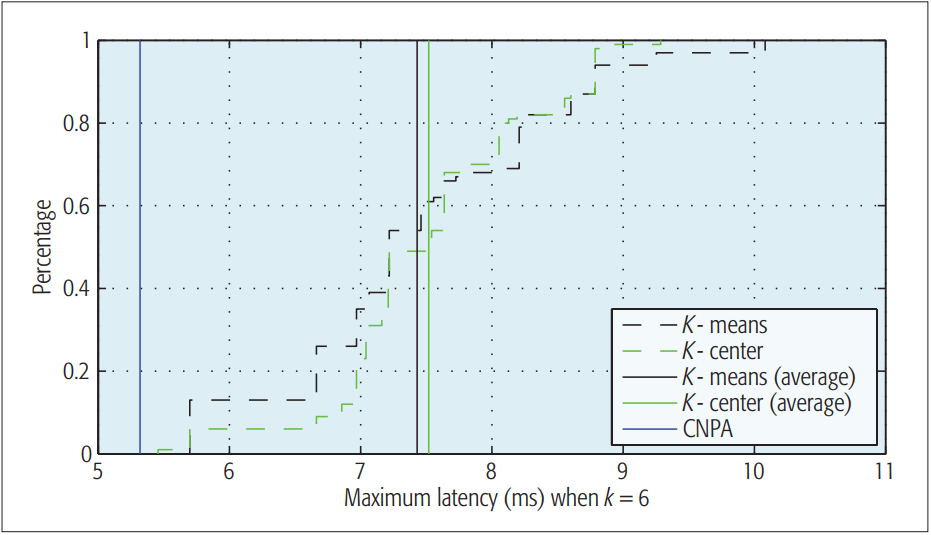 1
0.8
0.6
0.4
0.2
0
Percentage
5 6 7 8 9 10 11
Maximum latency (ms) when k = 6
K - means
K - center
K - means (average)
K - center (average)
CNPA